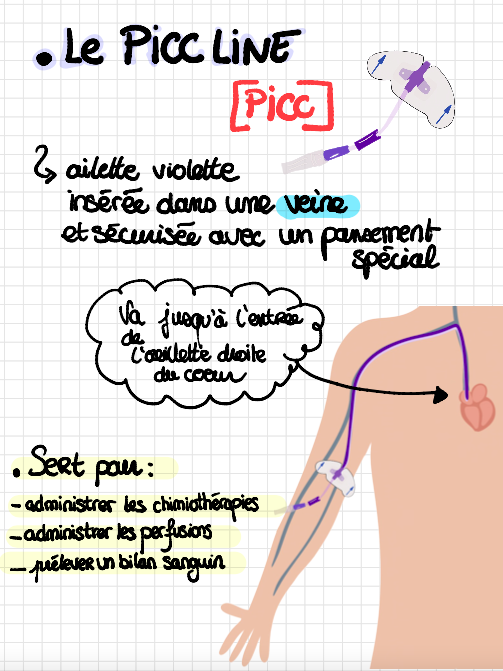 • Le PICC LINE
[PICC]
↳ ailette violette
insérée dans une veine
et sécurisée avec un pansement
spécial
Va jusqu'à l'entrée
de
l'oreillette droite
du coeur
• Sert pour :
- administrer les chimiothérapies
- administrer les perfusions
- prélever un bilan sanguin